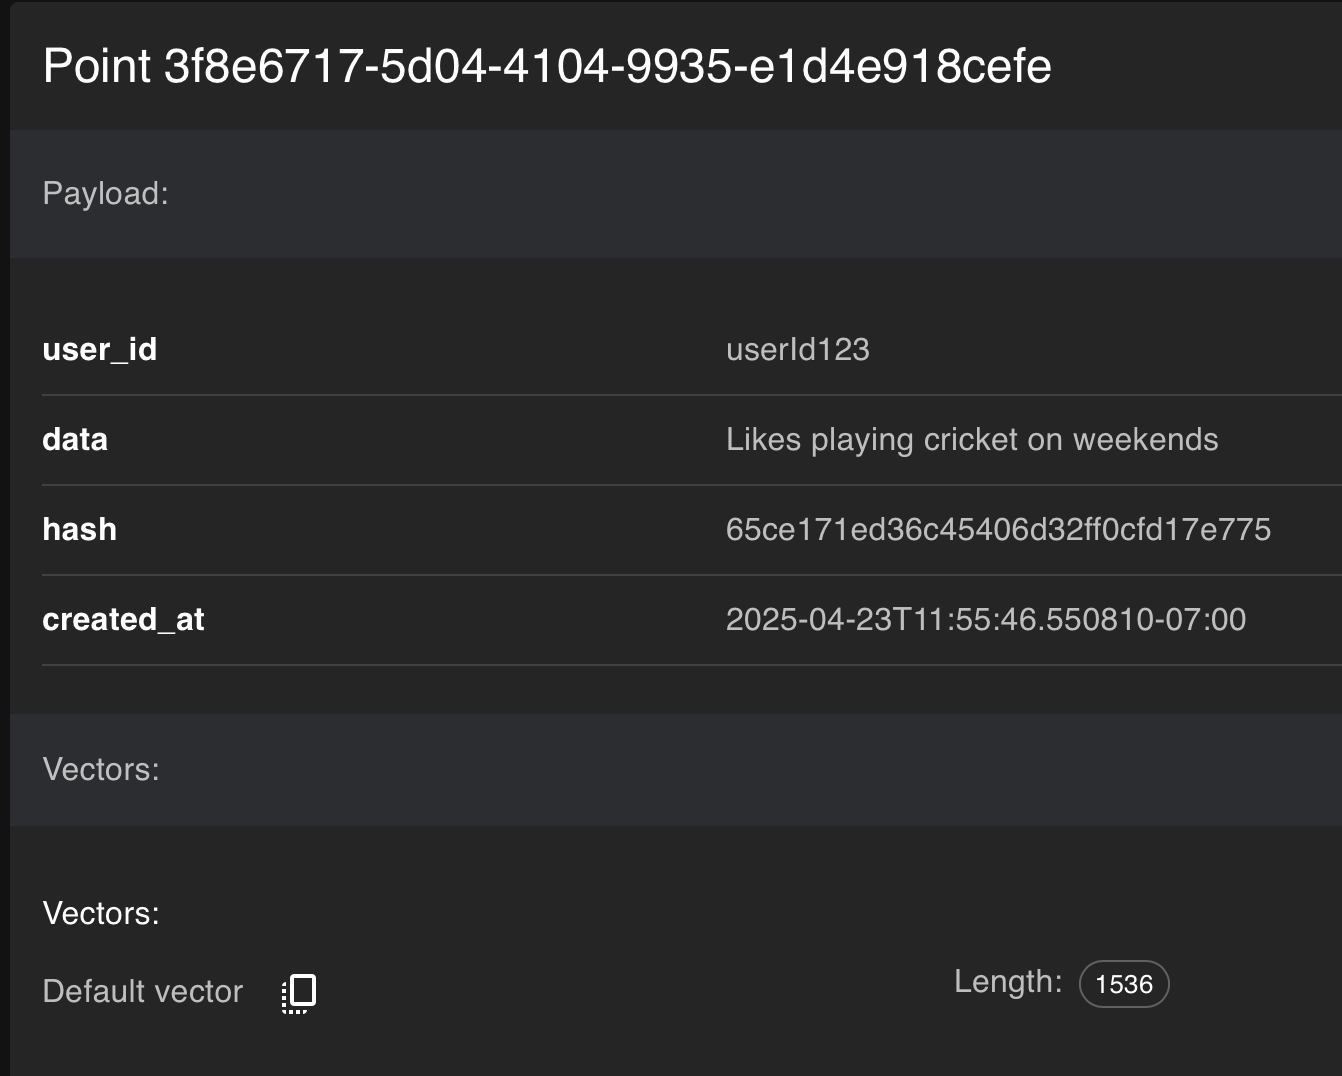 Point 3f8e6717-5d04-4104-9935-e1d4e918cefe
Payload:
user_id userId123
data Likes playing cricket on weekends
hash 65ce171ed36c45406d32ff0cfd17e775
created_at 2025-04-23T11:55:46.550810-07:00
Vectors:
Vectors:
Default vector Length: 1536